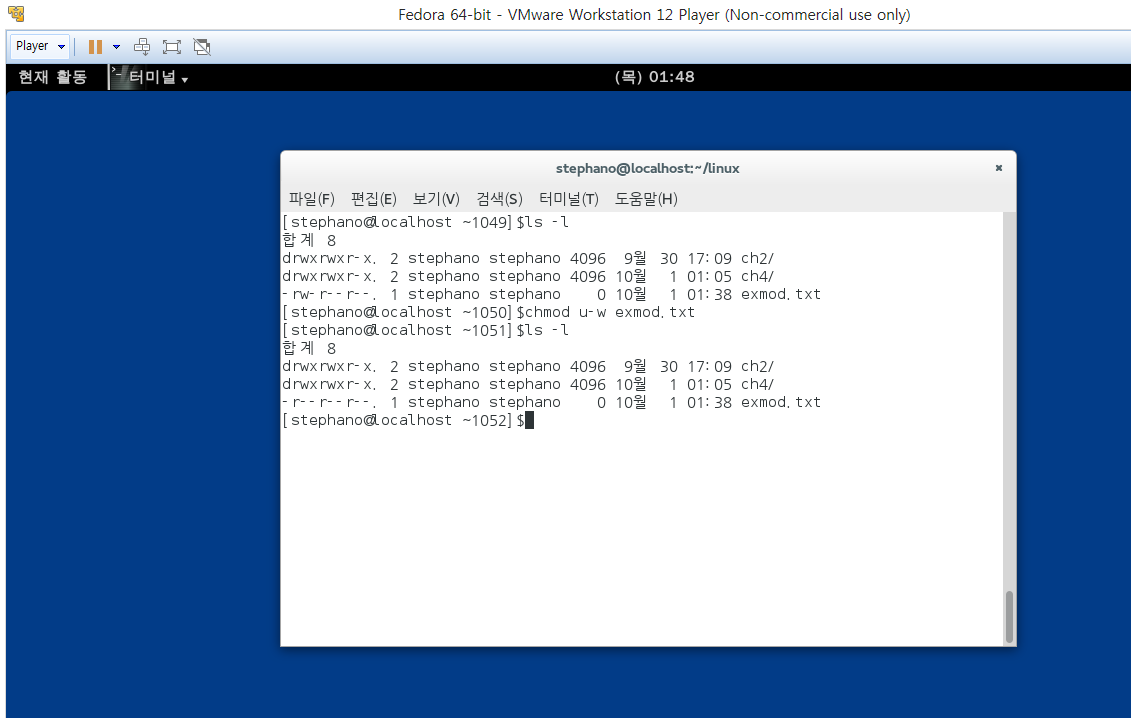 Fedora 64-bit - VMware Workstation 12 Player (Non-commercial use only)
Player
현재 활동 터미널 (목) 01:48
stephano@localhost:~/linux
파일(F) 편집(E) 보기(V) 검색(S) 터미널(T) 도움말(H)
[stephano@localhost ~1049]$ls -l
합계 8
drwxrwxr-x. 2 stephano stephano 4096  9월 30 17:09 ch2/
drwxrwxr-x. 2 stephano stephano 4096 10월  1 01:05 ch4/
-rw-r--r--. 1 stephano stephano    0 10월  1 01:38 exmod.txt
[stephano@localhost ~1050]$chmod u-w exmod.txt
[stephano@localhost ~1051]$ls -l
합계 8
drwxrwxr-x. 2 stephano stephano 4096  9월 30 17:09 ch2/
drwxrwxr-x. 2 stephano stephano 4096 10월  1 01:05 ch4/
-r--r--r--. 1 stephano stephano    0 10월  1 01:38 exmod.txt
[stephano@localhost ~1052]$